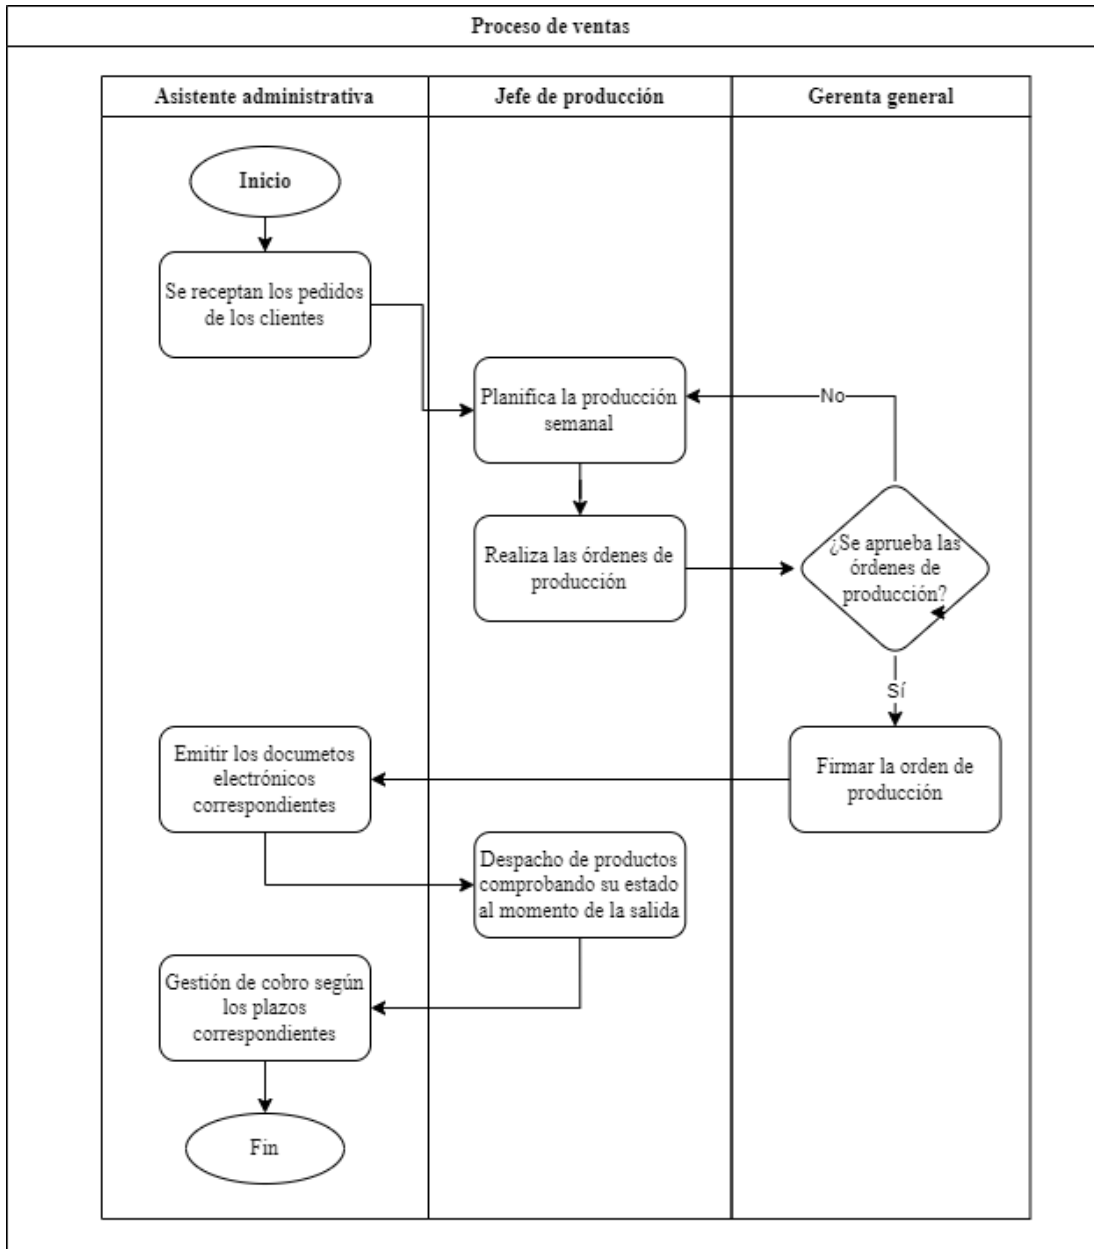 Proceso de ventas
Asistente administrativa
Jefe de producción
Gerenta general
Inicio
Se receptan los pedidos
de los clientes
Planifica la producción
semanal
No
Realiza las órdenes de
producción
¿Se aprueba las
órdenes de
producción?
Sí
Firmar la orden de
producción
Emitir los documetos
electrónicos
correspondientes
Despacho de productos
comprobando su estado
al momento de la salida
Gestión de cobro según
los plazos
correspondientes
Fin